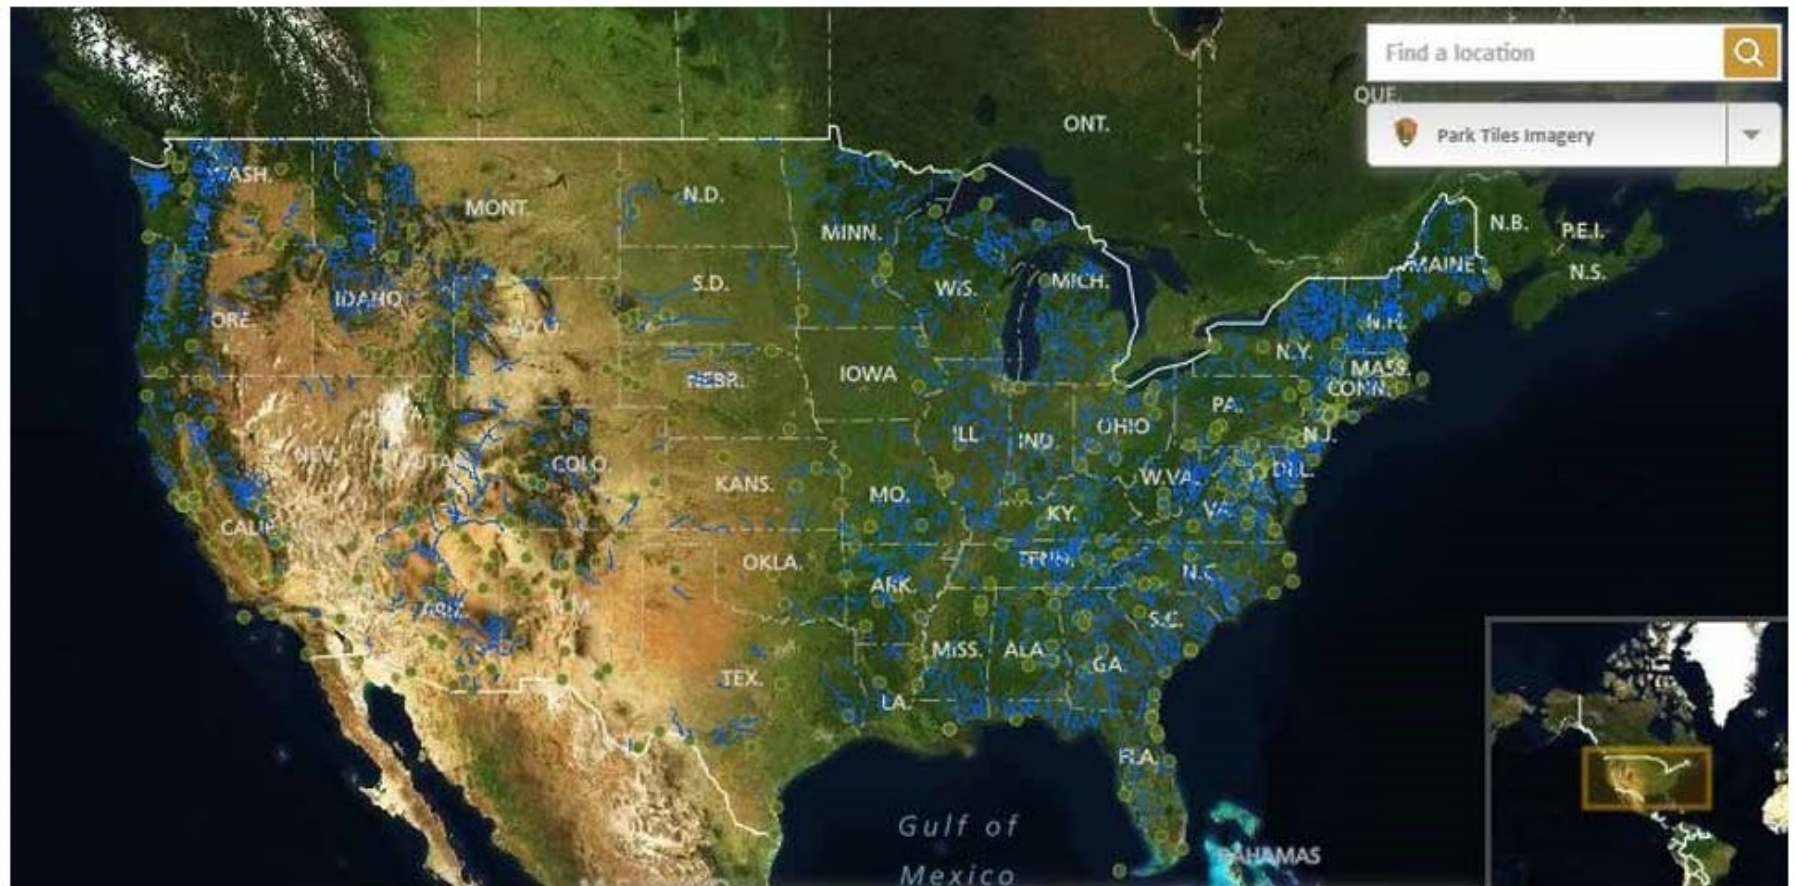 Find a location
QUE.
ONT.
Park Tiles Imagery
WASH.
N.D.
MONT.
MINN.
N.B.
P.E.I.
MAINE
N.S.
S.D.
WIS.
MICH.
IDAHO
ORE.
WYO.
N.H.
N.Y.
MASS.
NEBR.
IOWA
CONN.
PA.
OHIO
ILL.
IND.
N.J.
NEV.
UTAH
COLO.
DEL.
KANS.
W.VA.
MO.
VA.
KY.
CALIF.
OKLA.
TENN.
N.C.
ARK.
ARIZ.
N.M.
S.C.
MISS.
ALA.
GA.
TEX.
LA.
FLA.
Gulf of
Mexico
BAHAMAS